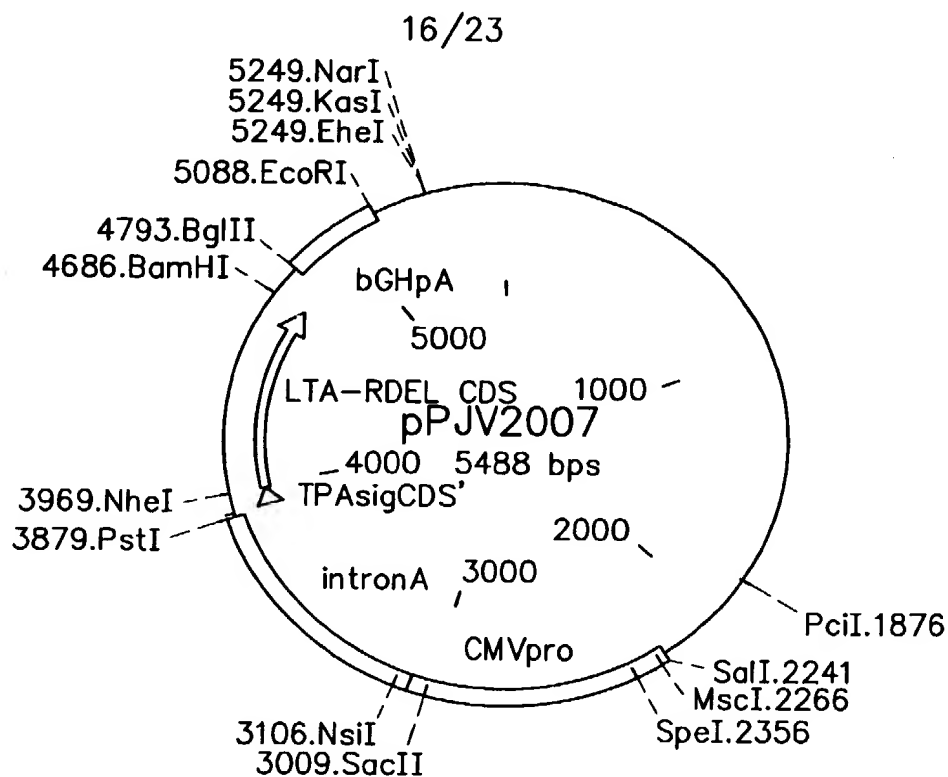 16/23
5249.NarI
5249.KasI
5249.EheI
5088.EcoRI
4793.BglII
4686.BamHI
bGHpA
5000
LTA-RDEL CDS
1000
pPJV2007
4000
5488 bps
3969.NheI
TPAsigCDS'
3879.PstI
2000
intronA
3000
PciI.1876
CMVpro
SalI.2241
MscI.2266
SpeI.2356
3106.NsiI
3009.SacII